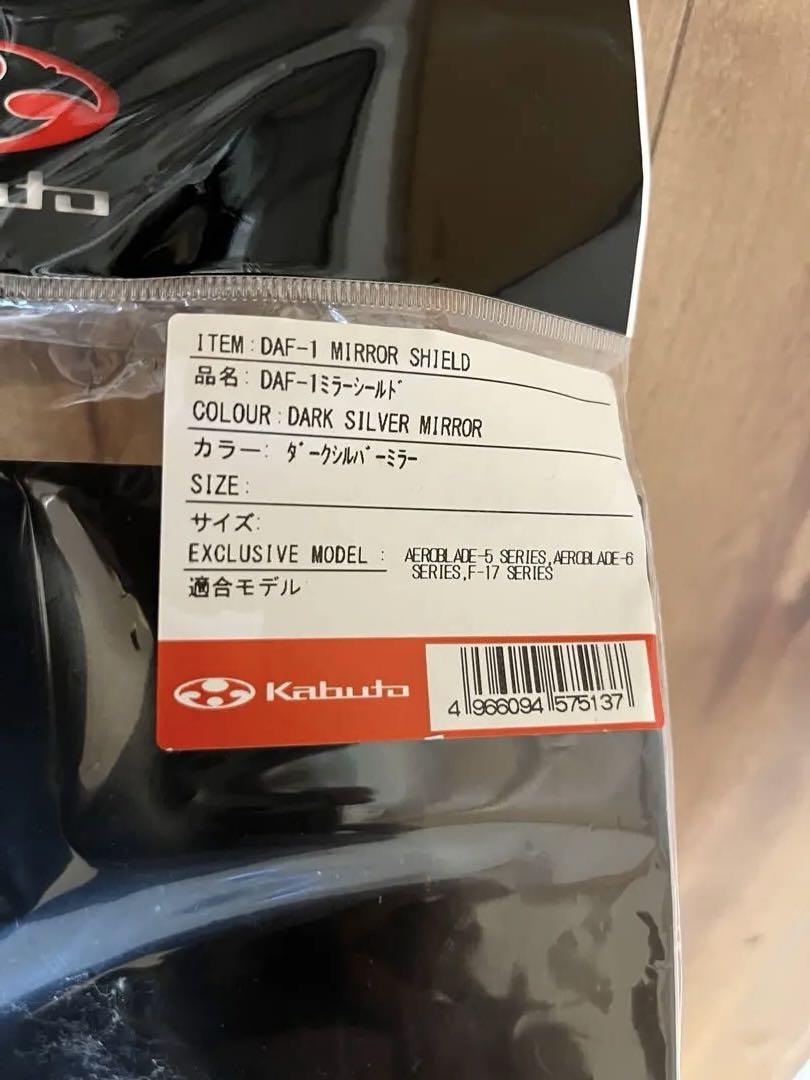 ITEM:DAF-1 MIRROR SHIELD
品名: DAF-1ﾐﾗｰｼｰﾙﾄﾞ
COLOUR:DARK SILVER MIRROR
カラー: ﾀﾞｰｸｼﾙﾊﾞｰﾐﾗｰ
SIZE:
サイズ:
EXCLUSIVE MODEL : AEROBLADE-5 SERIES,AEROBLADE-6
SERIES,F-17 SERIES
適合モデル
Kabuto
4 966094 575137